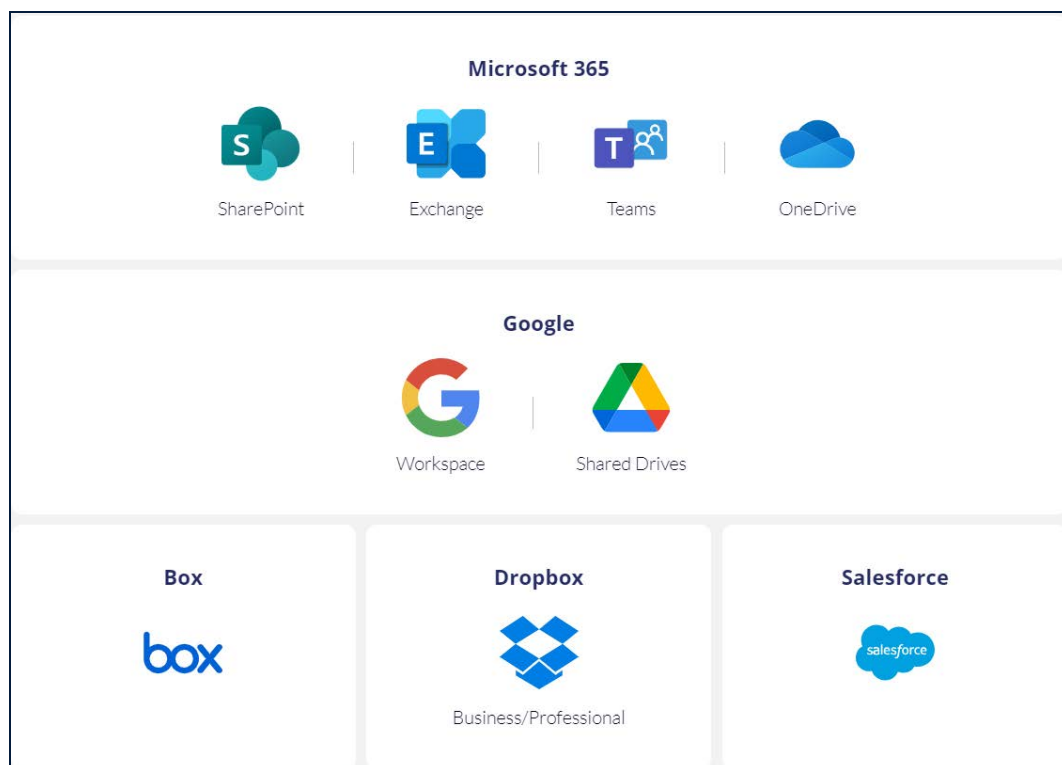 Microsoft 365
S
E
T
SharePoint
Exchange
Teams
OneDrive
Google
Workspace
Shared Drives
Box
Dropbox
Salesforce
box
salesforce
Business/Professional